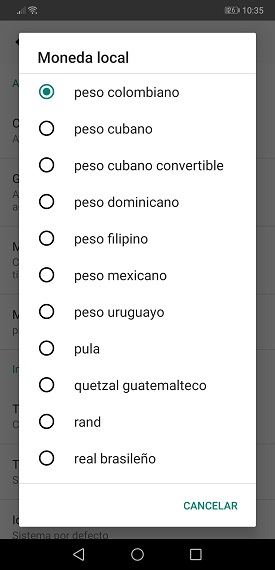 10:35
Moneda local
peso colombiano
peso cubano
peso cubano convertible
peso dominicano
peso filipino
peso mexicano
peso uruguayo
pula
quetzal guatemalteco
rand
real brasileño
CANCELAR
Sistema por defecto